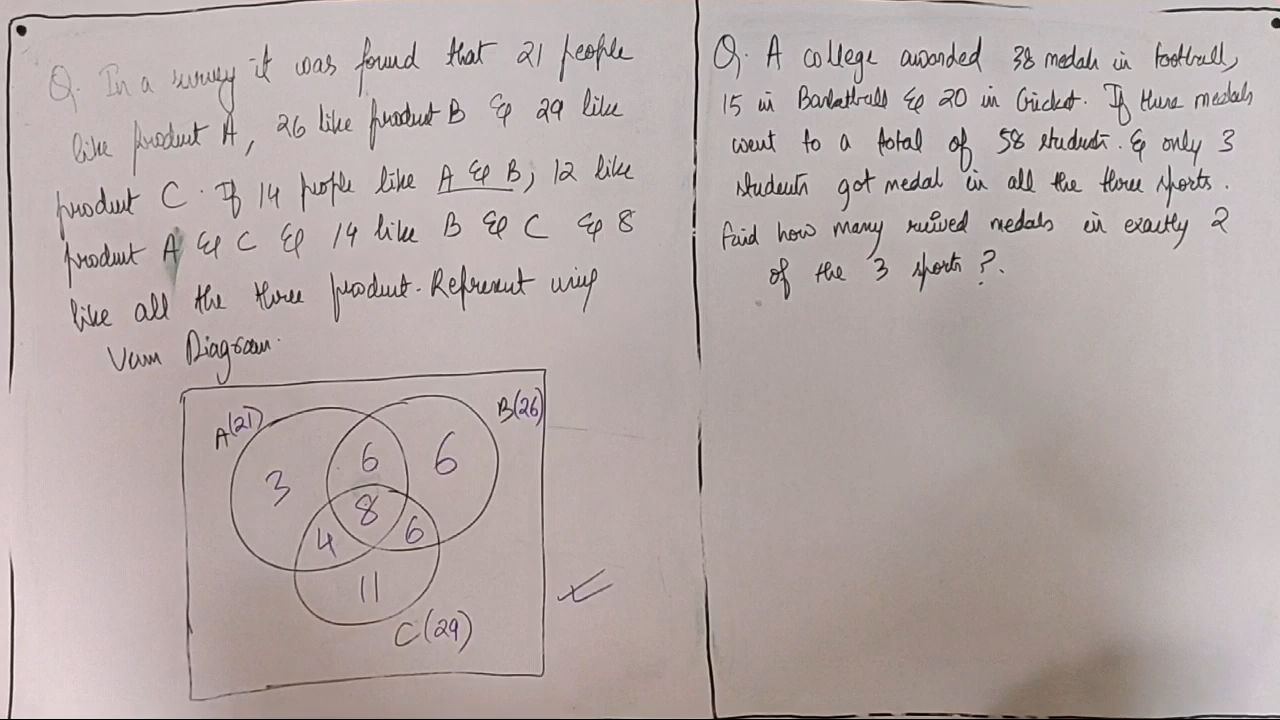 Q. In a survey it was found that 21 people
like product A, 26 like product B & 29 like
product C. If 14 people like A & B, 12 like
product A & C & 14 like B & C & 8
like all the three product. Represent using
Venn Diagram.
A(21)
B(26)
3
6
6
8
4
6
11
C(29)
Q. A college awarded 38 medals in football,
15 in Basketball & 20 in Cricket. If these medals
went to a total of 58 students. & only 3
students got medal in all the three sports.
Find how many recived medals in exactly 2
of the 3 sports ?.